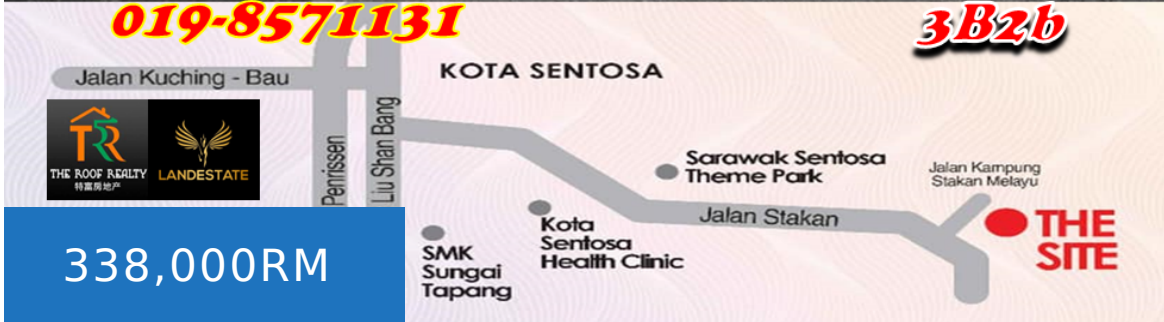 019-8571131
3B2b
Jalan Kuching - Bau
KOTA SENTOSA
Penrissen
Liu Shan Bang
THE ROOF REALTY
特富房地产
LANDESTATE
Sarawak Sentosa
Theme Park
Jalan Kampung
Stakan Melayu
Jalan Stakan
THE
SITE
Kota
Sentosa
Health Clinic
SMK
Sungai
Tapang
338,000RM